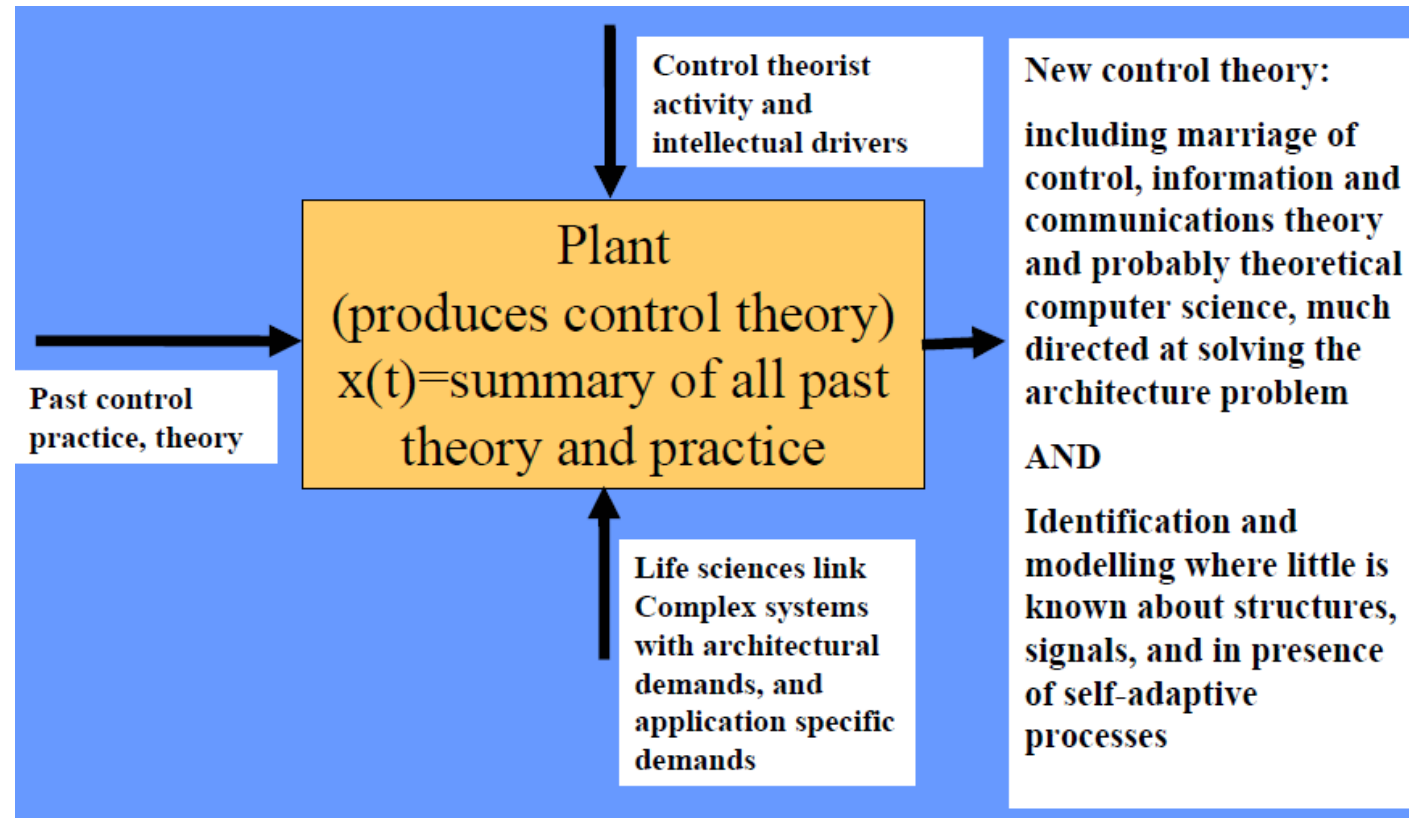 Control theorist
activity and
intellectual drivers
Plant
(produces control theory)
x(t)=summary of all past
theory and practice
Past control
practice, theory
Life sciences link
Complex systems
with architectural
demands, and
application specific
demands
New control theory:
including marriage of
control, information and
communications theory
and probably theoretical
computer science, much
directed at solving the
architecture problem
AND
Identification and
modelling where little is
known about structures,
signals, and in presence
of self-adaptive
processes